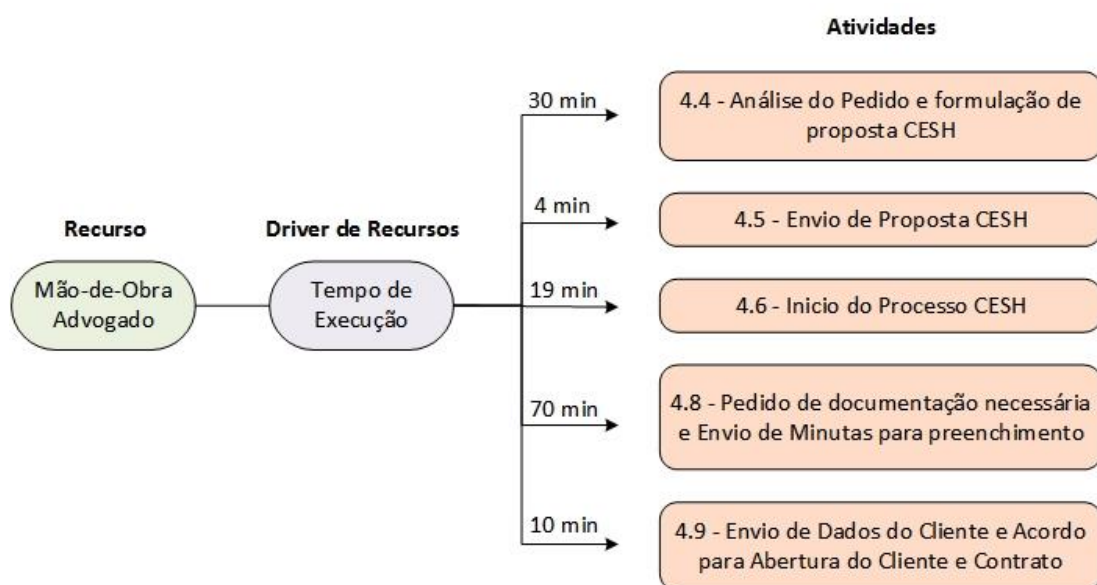 Atividades
30 min
4.4 - Análise do Pedido e formulação de
proposta CESH
4 min
4.5 - Envio de Proposta CESH
Recurso
Driver de Recursos
Mão-de-Obra
Advogado
Tempo de
Execução
19 min
4.6 - Inicio do Processo CESH
70 min
4.8 - Pedido de documentação necessária
e Envio de Minutas para preenchimento
10 min
4.9 - Envio de Dados do Cliente e Acordo
para Abertura do Cliente e Contrato